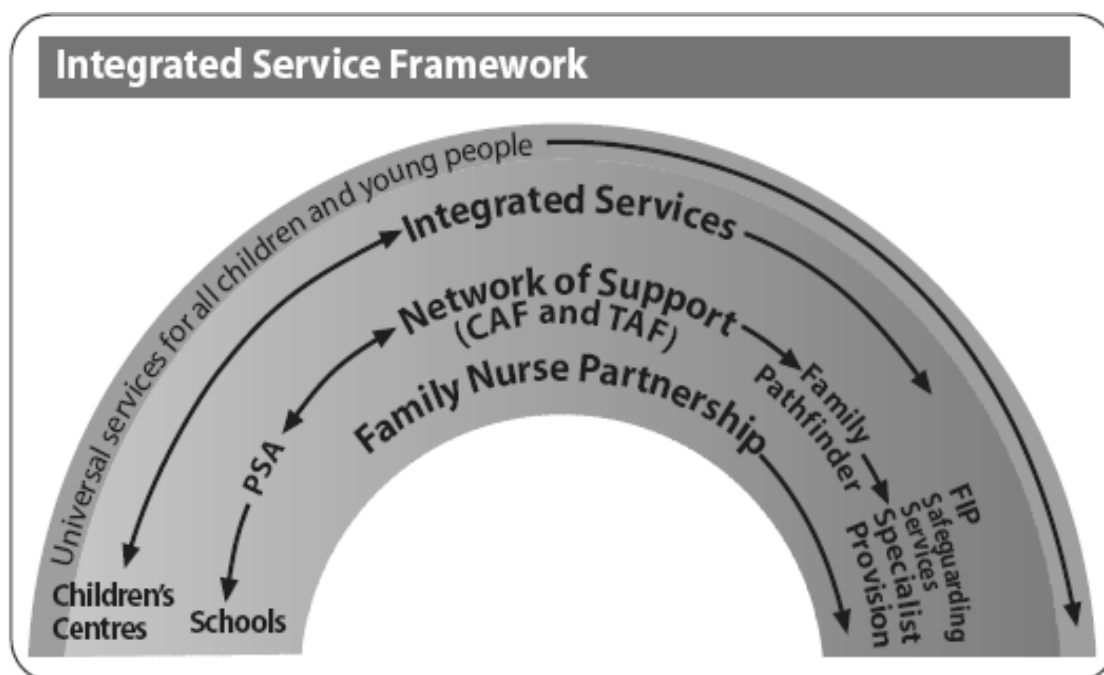 Integrated Service Framework
Universal services for all children and young people
Integrated Services
Network of Support
(CAF and TAF)
Family Nurse Partnership
PSA
Children's
Centres
Schools
Family
Pathfinder
FIP
Safeguarding
Services
Specialist
Provision